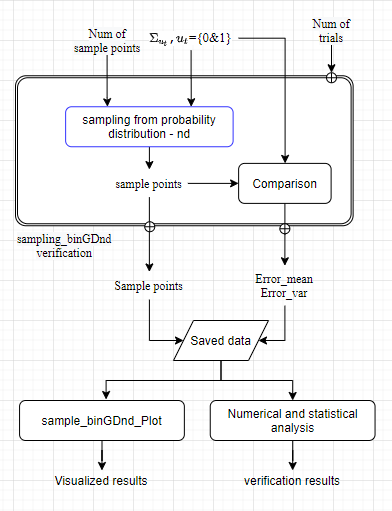 Num of
sample points
Σ_{u_t}, u_t={0&1}
Num of
trials
sampling from probability
distribution - nd
sample points
Comparison
sampling_binGDnd
verification
Sample points
Error_mean
Error_var
Saved data
sample_binGDnd_Plot
Numerical and statistical
analysis
Visualized results
verification results